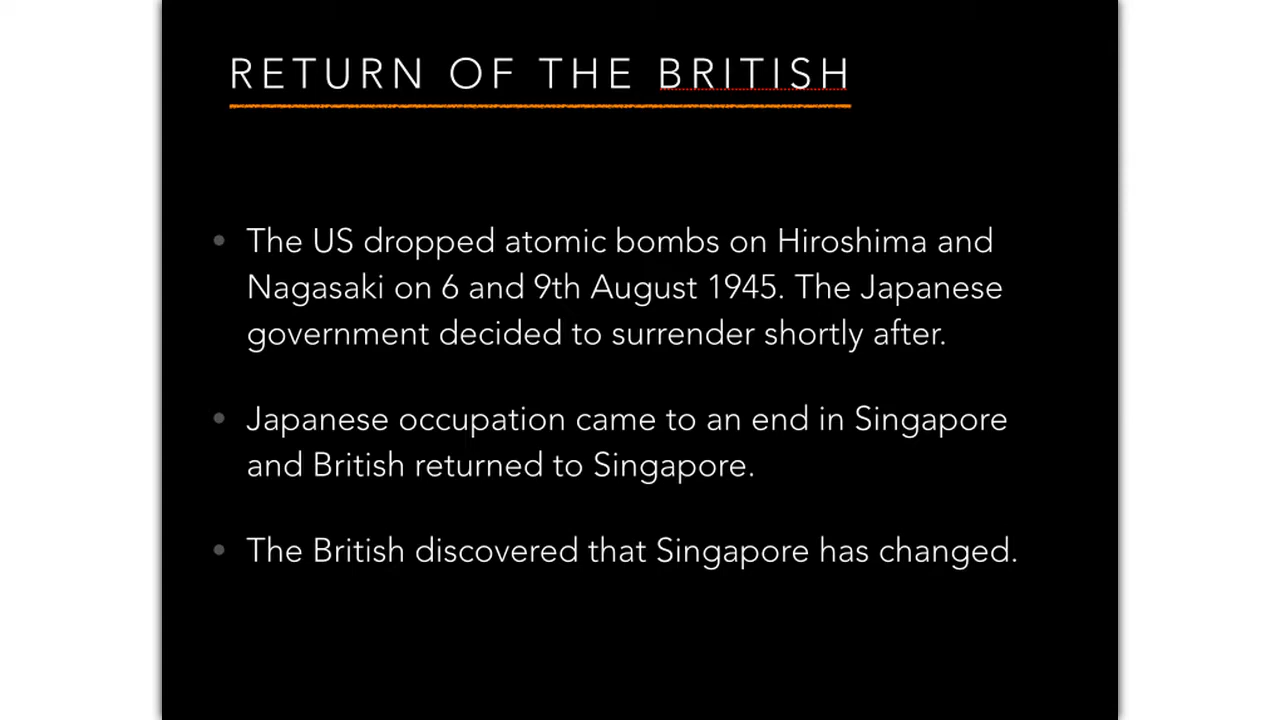 RETURN OF THE BRITISH
• The US dropped atomic bombs on Hiroshima and
Nagasaki on 6 and 9th August 1945. The Japanese
government decided to surrender shortly after.
• Japanese occupation came to an end in Singapore
and British returned to Singapore.
• The British discovered that Singapore has changed.